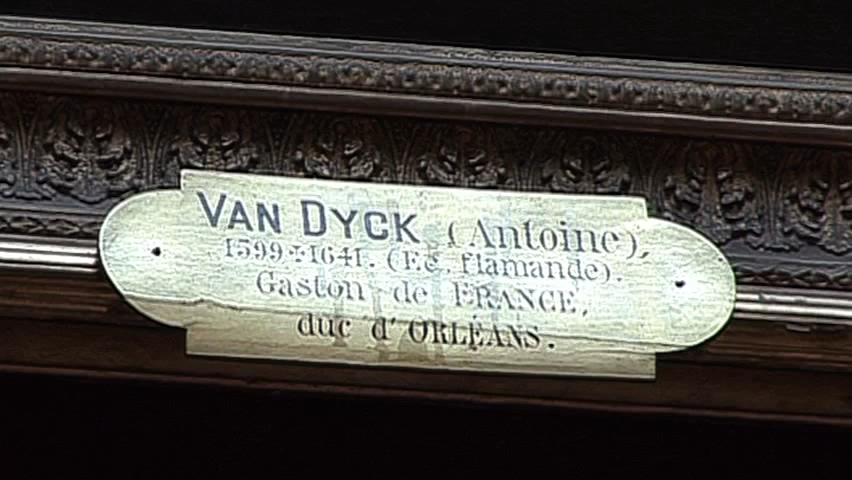 VAN DYCK (Antoine),
1599+1641. (Ec. flamande).
Gaston de FRANCE,
duc d'ORLÉANS.